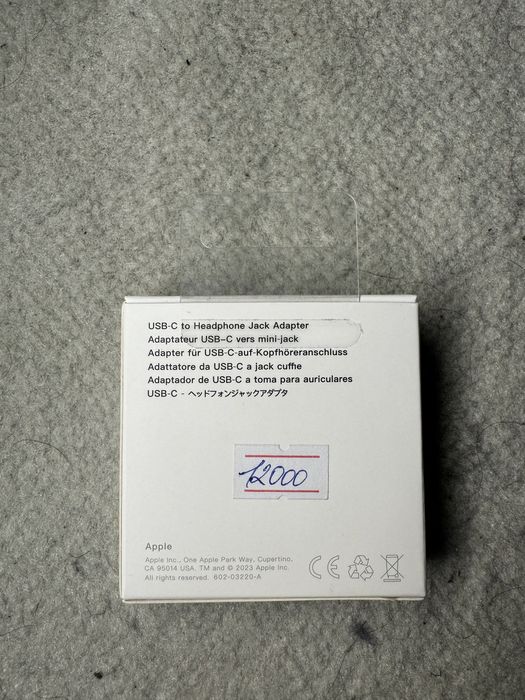 USB-C to Headphone Jack Adapter
Adaptateur USB-C vers mini-jack
Adapter für USB-C-auf-Kopfhöreranschluss
Adattatore da USB-C a jack cuffie
Adaptador de USB-C a toma para auriculares
USB-C - ヘッドフォンジャックアダプタ
12000
Apple
Apple Inc., One Apple Park Way, Cupertino,
CA 95014 USA. TM and © 2023 Apple Inc.
All rights reserved. 602-03220-A
CE